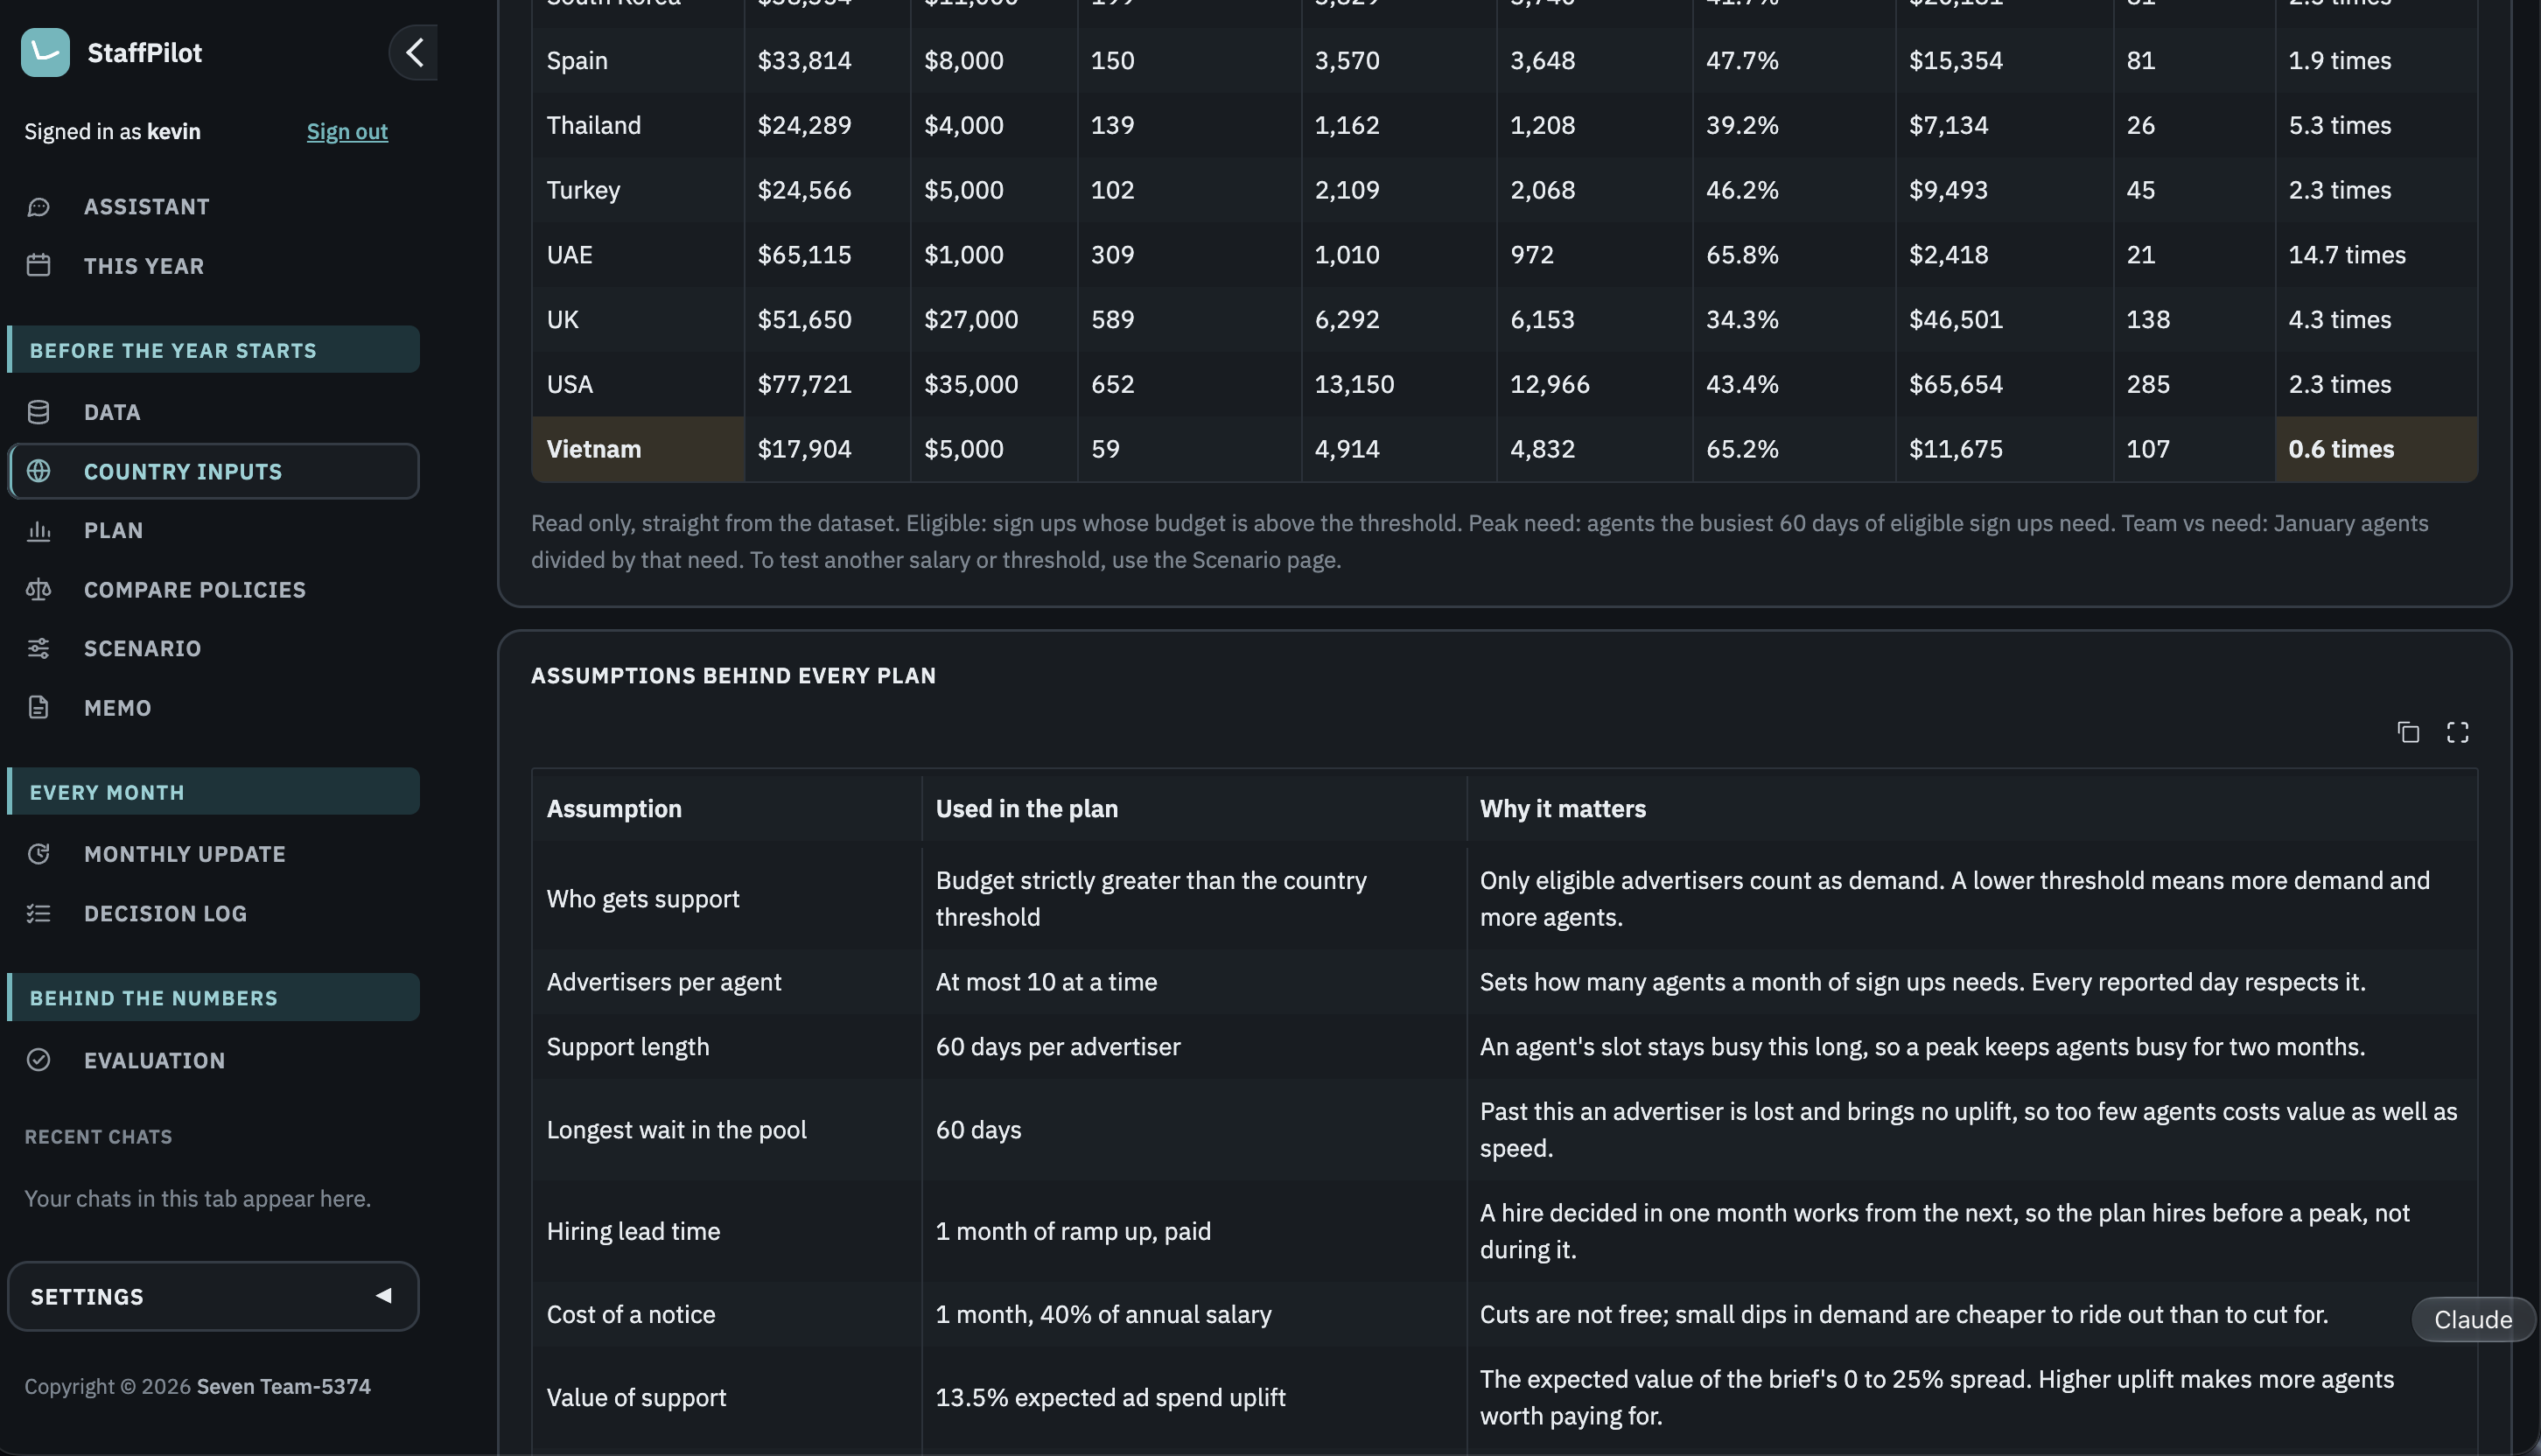 StaffPilot
Signed in as kevin
Sign out
ASSISTANT
THIS YEAR
BEFORE THE YEAR STARTS
DATA
COUNTRY INPUTS
PLAN
COMPARE POLICIES
SCENARIO
MEMO
EVERY MONTH
MONTHLY UPDATE
DECISION LOG
BEHIND THE NUMBERS
EVALUATION
RECENT CHATS
Your chats in this tab appear here.
SETTINGS
Copyright © 2026 Seven Team-5374
Spain $33,814 $8,000 150 3,570 3,648 47.7% $15,354 81 1.9 times
Thailand $24,289 $4,000 139 1,162 1,208 39.2% $7,134 26 5.3 times
Turkey $24,566 $5,000 102 2,109 2,068 46.2% $9,493 45 2.3 times
UAE $65,115 $1,000 309 1,010 972 65.8% $2,418 21 14.7 times
UK $51,650 $27,000 589 6,292 6,153 34.3% $46,501 138 4.3 times
USA $77,721 $35,000 652 13,150 12,966 43.4% $65,654 285 2.3 times
Vietnam $17,904 $5,000 59 4,914 4,832 65.2% $11,675 107 0.6 times
Read only, straight from the dataset. Eligible: sign ups whose budget is above the threshold. Peak need: agents the busiest 60 days of eligible sign ups need. Team vs need: January agents
divided by that need. To test another salary or threshold, use the Scenario page.
ASSUMPTIONS BEHIND EVERY PLAN
Assumption Used in the plan Why it matters
Who gets support
Budget strictly greater than the country
threshold
Only eligible advertisers count as demand. A lower threshold means more demand and
more agents.
Advertisers per agent At most 10 at a time Sets how many agents a month of sign ups needs. Every reported day respects it.
Support length 60 days per advertiser An agent's slot stays busy this long, so a peak keeps agents busy for two months.
Longest wait in the pool 60 days
Past this an advertiser is lost and brings no uplift, so too few agents costs value as well as
speed.
Hiring lead time 1 month of ramp up, paid
A hire decided in one month works from the next, so the plan hires before a peak, not
during it.
Cost of a notice 1 month, 40% of annual salary Cuts are not free; small dips in demand are cheaper to ride out than to cut for.
Claude
Value of support 13.5% expected ad spend uplift
The expected value of the brief's 0 to 25% spread. Higher uplift makes more agents
worth paying for.